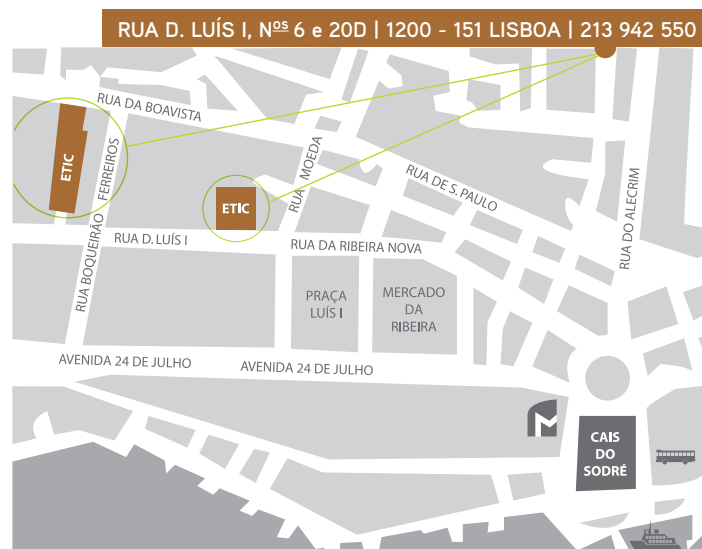 RUA D. LUÍS I, Nos 6 e 20D | 1200 - 151 LISBOA | 213 942 550
RUA DA BOAVISTA
ETIC
RUA BOQUEIRÃO FERREIROS
RUA MOEDA
ETIC
RUA DE S. PAULO
RUA DO ALECRIM
RUA D. LUÍS I
RUA DA RIBEIRA NOVA
PRAÇA
LUÍS I
MERCADO
DA
RIBEIRA
AVENIDA 24 DE JULHO
AVENIDA 24 DE JULHO
M
CAIS
DO
SODRÉ